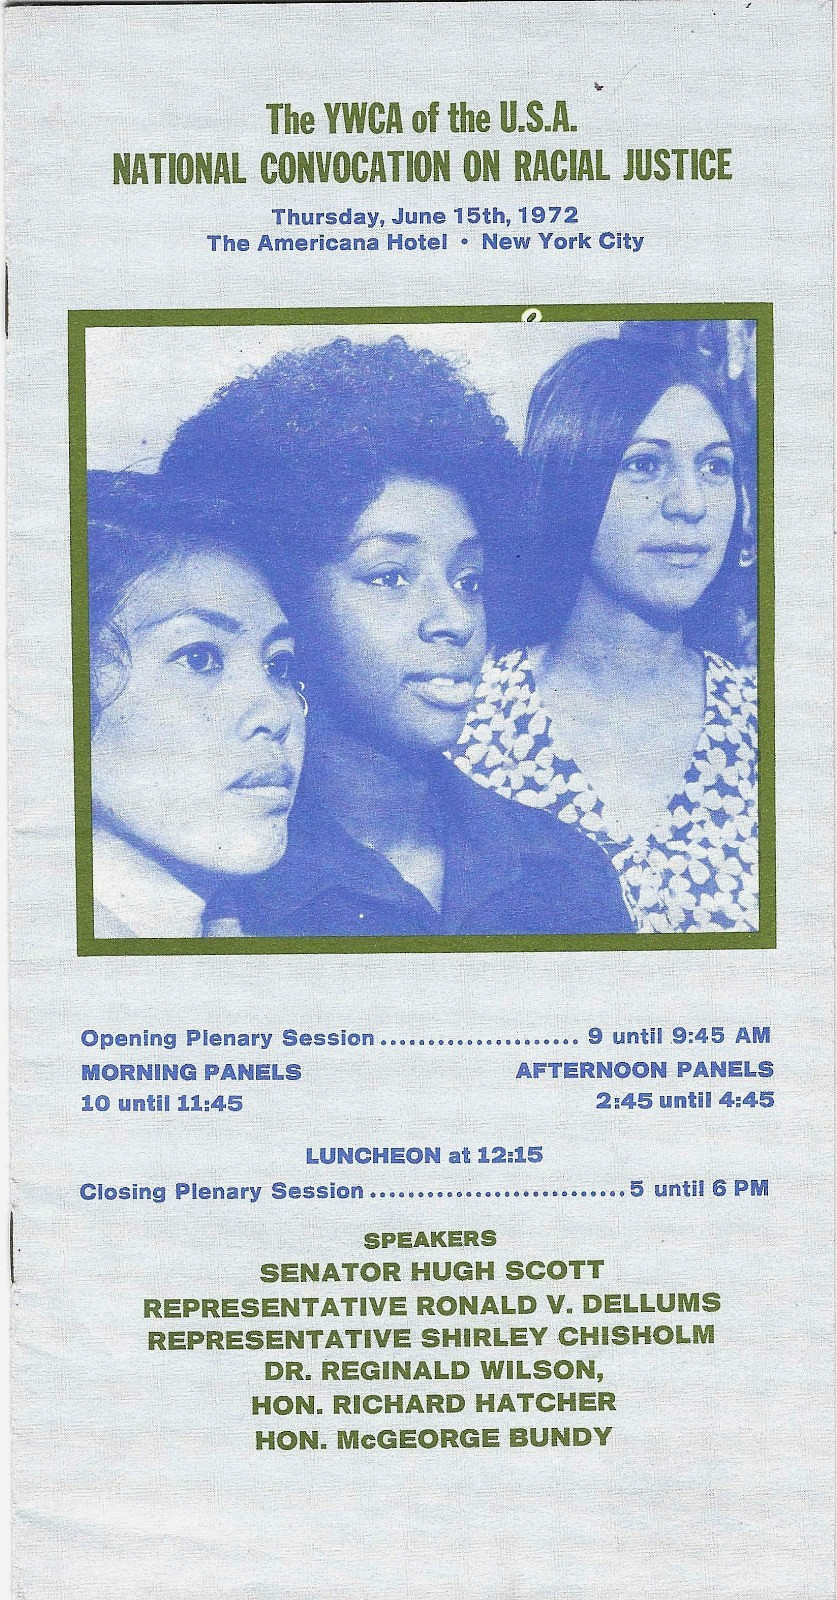 The YWCA of the U.S.A.
NATIONAL CONVOCATION ON RACIAL JUSTICE
Thursday, June 15th, 1972
The Americana Hotel • New York City
Opening Plenary Session..................... 9 until 9:45 AM
MORNING PANELS AFTERNOON PANELS
10 until 11:45 2:45 until 4:45
LUNCHEON at 12:15
Closing Plenary Session...........................5 until 6 PM
SPEAKERS
SENATOR HUGH SCOTT
REPRESENTATIVE RONALD V. DELLUMS
REPRESENTATIVE SHIRLEY CHISHOLM
DR. REGINALD WILSON,
HON. RICHARD HATCHER
HON. McGEORGE BUNDY